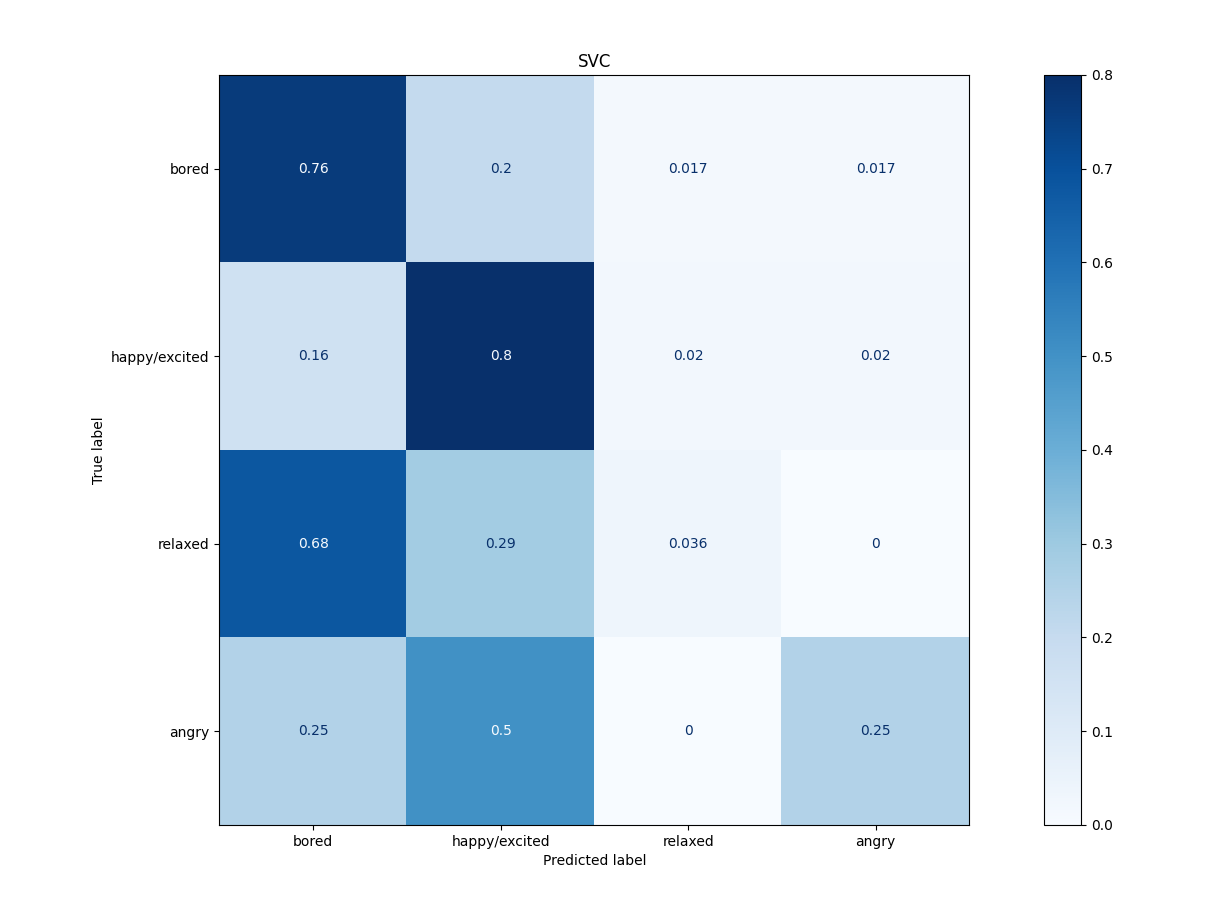 SVC
0.8
bored 0.76 0.2 0.017 0.017
0.7
0.6
happy/excited 0.16 0.8 0.02 0.02
0.5
True label
0.4
relaxed 0.68 0.29 0.036 0
0.3
0.2
angry 0.25 0.5 0 0.25
0.1
0.0
bored happy/excited relaxed angry
Predicted label